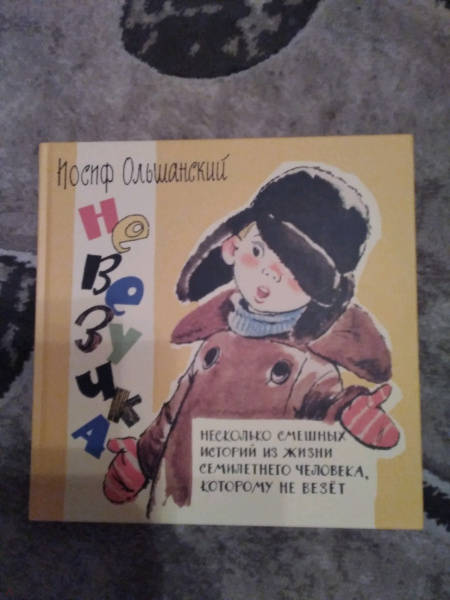 Иосиф Ольшанский
Невезучка
НЕСКОЛЬКО СМЕШНЫХ
ИСТОРИЙ ИЗ ЖИЗНИ
СЕМИЛЕТНЕГО ЧЕЛОВЕКА,
КОТОРОМУ НЕ ВЕЗЁТ